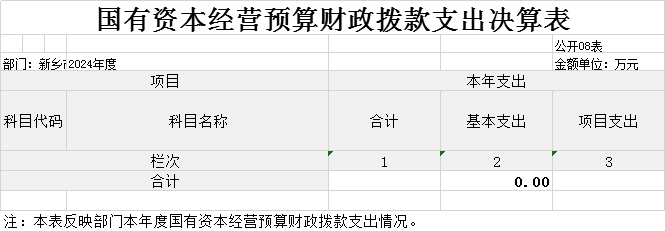 国有资本经营预算财政拨款支出决算表
公开08表
部门：新乡市2024年度 金额单位：万元
项目 本年支出
科目代码 科目名称 合计 基本支出 项目支出
栏次 1 2 3
合计 0.00
注：本表反映部门本年度国有资本经营预算财政拨款支出情况。